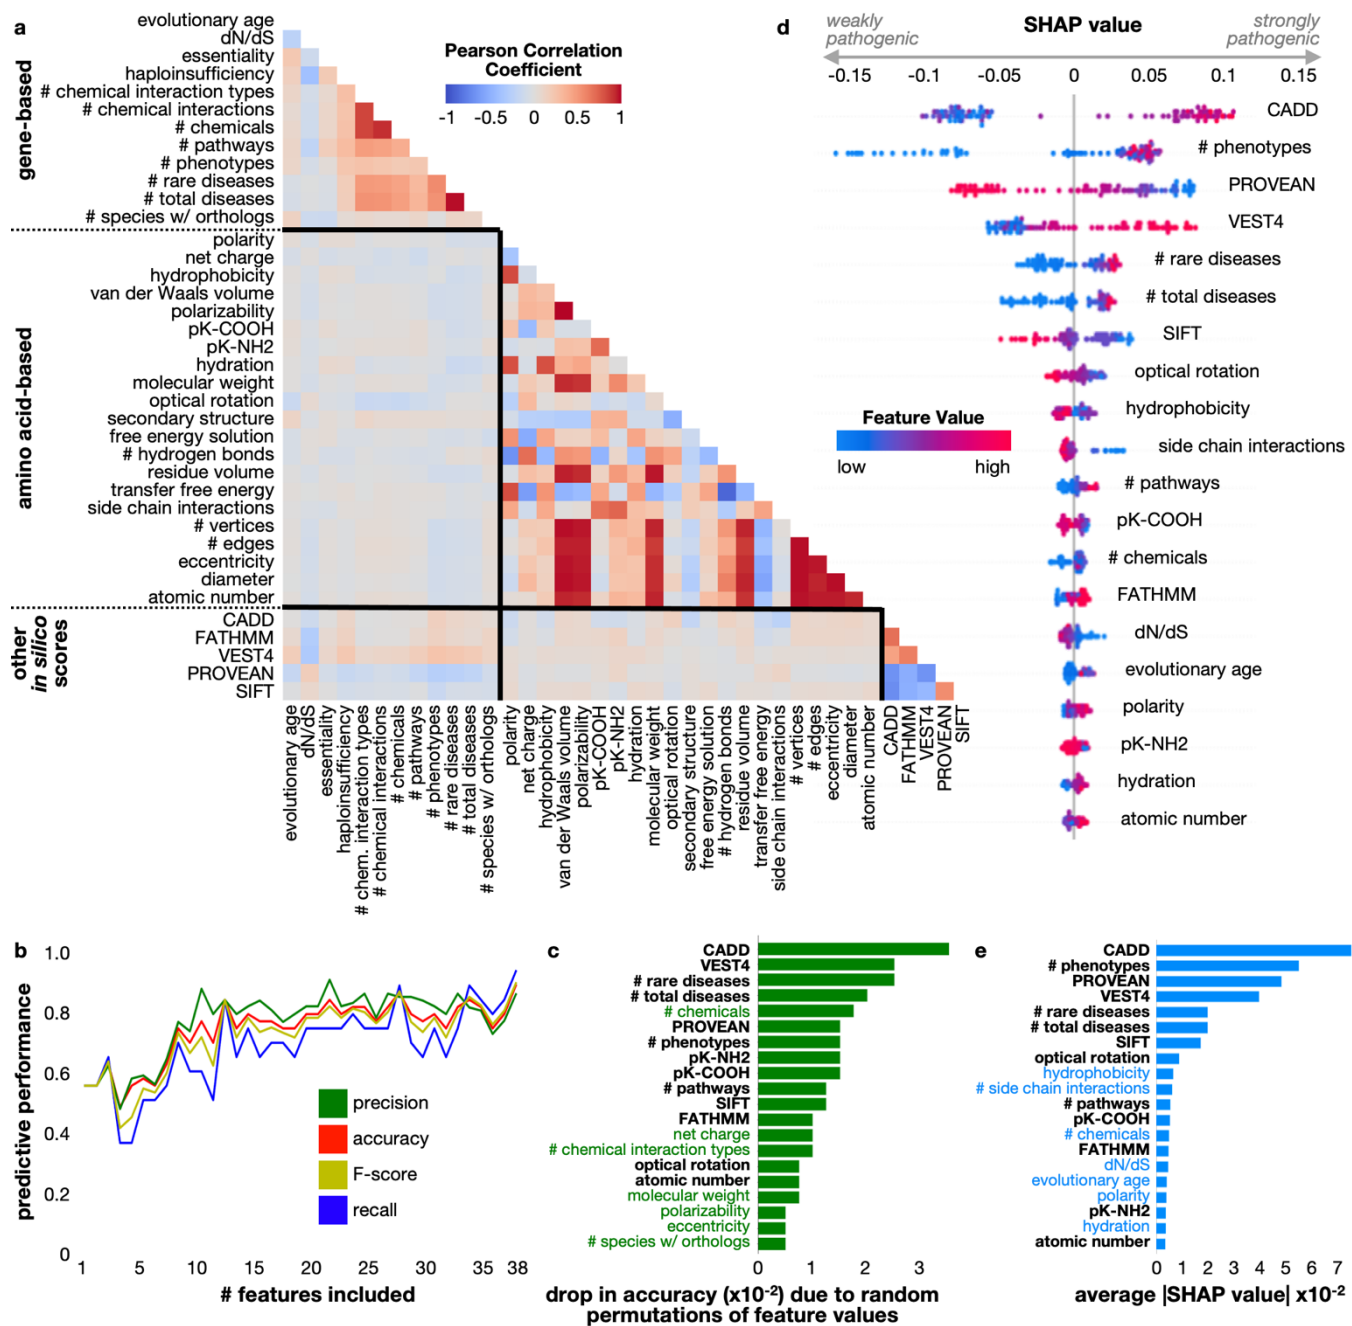 a
gene-based
evolutionary age
dN/dS
essentiality
haploinsufficiency
# chemical interaction types
# chemical interactions
# chemicals
# pathways
# phenotypes
# rare diseases
# total diseases
# species w/ orthologs
amino acid-based
polarity
net charge
hydrophobicity
van der Waals volume
polarizability
pK-COOH
pK-NH2
hydration
molecular weight
optical rotation
secondary structure
free energy solution
# hydrogen bonds
residue volume
transfer free energy
side chain interactions
# vertices
# edges
eccentricity
diameter
atomic number
other
in silico
scores
CADD
FATHMM
VEST4
PROVEAN
SIFT
Pearson Correlation
Coefficient
-1 -0.5 0 0.5 1
evolutionary age
dN/dS
essentiality
haploinsufficiency
# chem. interaction types
# chemical interactions
# chemicals
# pathways
# phenotypes
# rare diseases
# total diseases
# species w/ orthologs
polarity
net charge
hydrophobicity
van der Waals volume
polarizability
pK-COOH
pK-NH2
hydration
molecular weight
optical rotation
secondary structure
free energy solution
# hydrogen bonds
residue volume
transfer free energy
side chain interactions
# vertices
# edges
eccentricity
diameter
atomic number
CADD
FATHMM
VEST4
PROVEAN
SIFT
d
weakly
pathogenic
SHAP value
strongly
pathogenic
-0.15 -0.1 -0.05 0 0.05 0.1 0.15
CADD
# phenotypes
PROVEAN
VEST4
# rare diseases
# total diseases
SIFT
optical rotation
hydrophobicity
side chain interactions
# pathways
pK-COOH
# chemicals
FATHMM
dN/dS
evolutionary age
polarity
pK-NH2
hydration
atomic number
Feature Value
low high
b
predictive performance
1.0
0.8
0.6
0.4
0.2
0
precision
accuracy
F-score
recall
1 5 10 20 25 30 35 38
# features included
c
CADD
VEST4
# rare diseases
# total diseases
# chemicals
PROVEAN
# phenotypes
pK-NH2
pK-COOH
# pathways
SIFT
FATHMM
net charge
# chemical interaction types
optical rotation
atomic number
molecular weight
polarizability
eccentricity
# species w/ orthologs
0 1 2 3
drop in accuracy (x10-2) due to random
permutations of feature values
e
CADD
# phenotypes
PROVEAN
VEST4
# rare diseases
# total diseases
SIFT
optical rotation
hydrophobicity
# side chain interactions
# pathways
pK-COOH
# chemicals
FATHMM
dN/dS
evolutionary age
polarity
pK-NH2
hydration
atomic number
0 1 2 3 4 5 6 7
average |SHAP value| x10-2